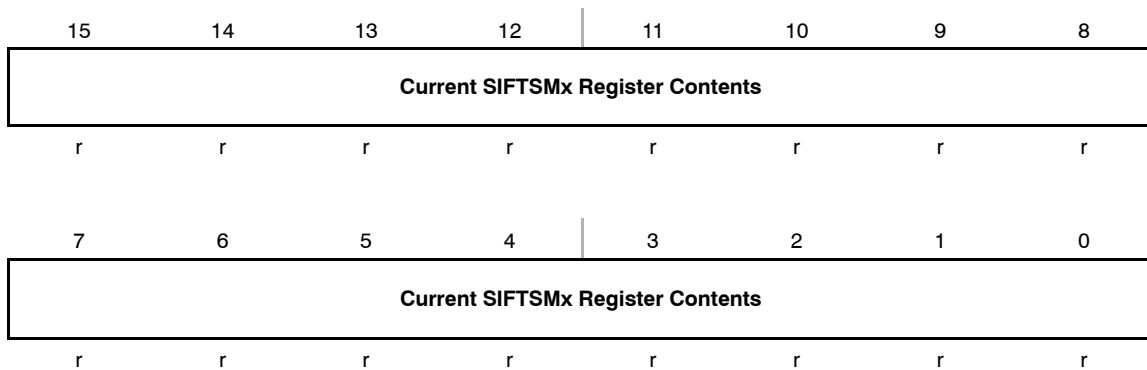 15 14 13 12 11 10 9 8
Current SIFTSMx Register Contents
r r r r r r r r
7 6 5 4 3 2 1 0
Current SIFTSMx Register Contents
r r r r r r r r